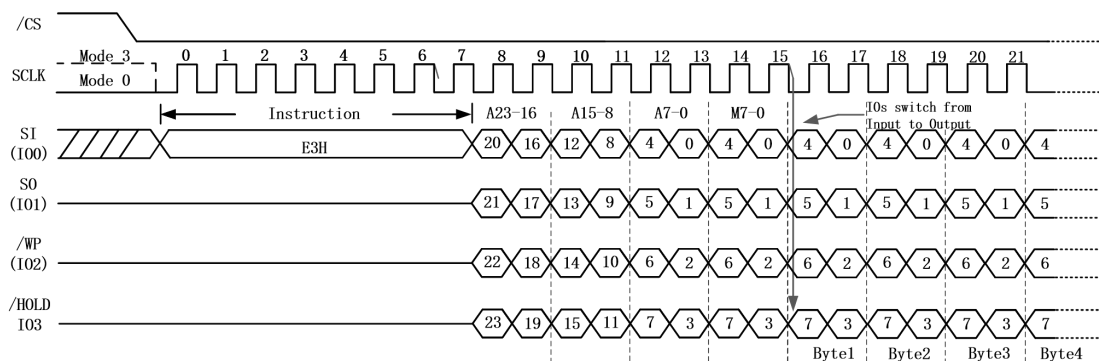 /CS
Mode 3 0 1 2 3 4 5 6 7 8 9 10 11 12 13 14 15 16 17 18 19 20 21
SCLK
Mode 0
Instruction A23-16 A15-8 A7-0 M7-0 IOs switch from
Input to Output
SI
(IO0) E3H 20 16 12 8 4 0 4 0 4 0 4 0 4 0 4
SO
(IO1) 21 17 13 9 5 1 5 1 5 1 5 1 5 1 5
/WP
(IO2) 22 18 14 10 6 2 6 2 6 2 6 2 6 2 6
/HOLD
IO3 23 19 15 11 7 3 7 3 7 3 7 3 7 3 7
Byte1 Byte2 Byte3 Byte4